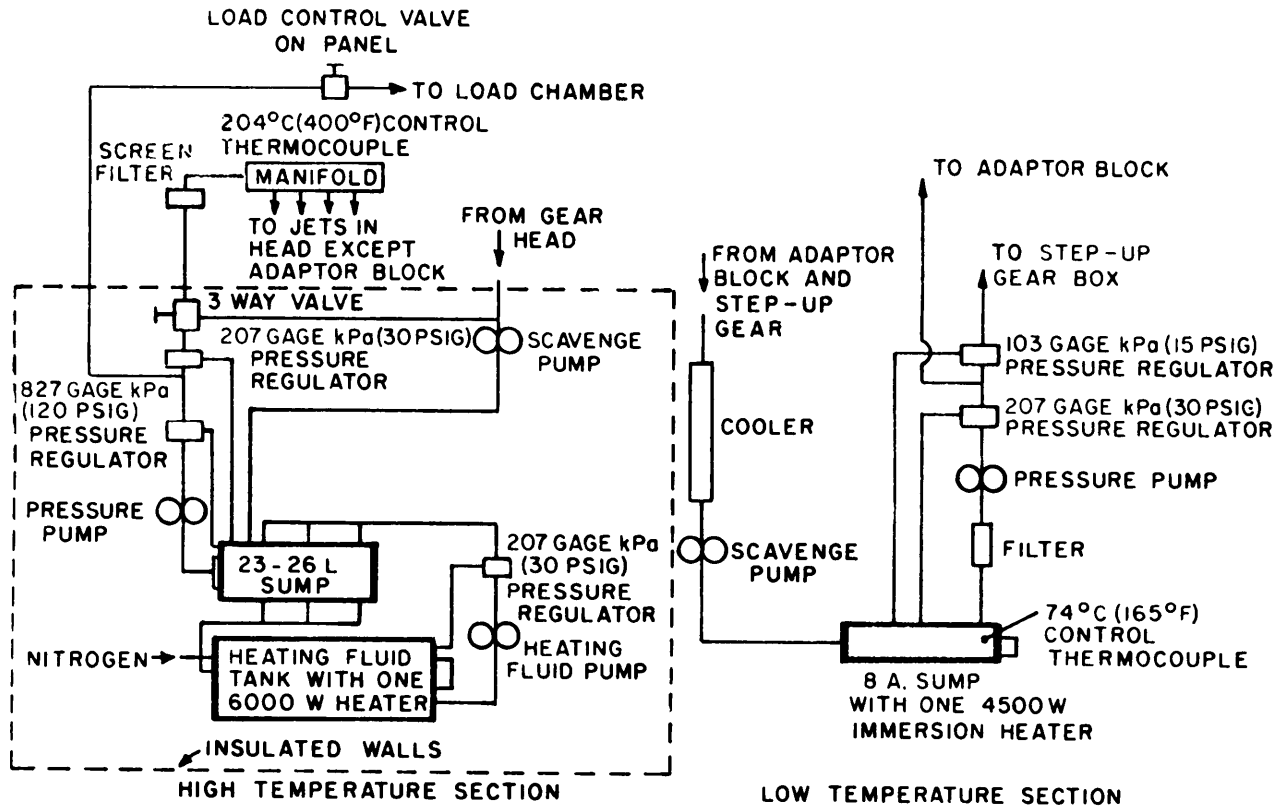 LOAD CONTROL VALVE
ON PANEL
TO LOAD CHAMBER
204°C(400°F)CONTROL
THERMOCOUPLE
SCREEN
FILTER
MANIFOLD
TO JETS IN
HEAD EXCEPT
ADAPTOR BLOCK
FROM GEAR
HEAD
3 WAY VALVE
207 GAGE kPa(30PSIG)
PRESSURE
REGULATOR
SCAVENGE
PUMP
827 GAGE kPa
(120 PSIG)
PRESSURE
REGULATOR
PRESSURE
PUMP
23-26 L
SUMP
207 GAGE kPa
(30 PSIG)
PRESSURE
REGULATOR
HEATING
FLUID PUMP
NITROGEN
HEATING FLUID
TANK WITH ONE
6000 W HEATER
INSULATED WALLS
HIGH TEMPERATURE SECTION
TO ADAPTOR BLOCK
FROM ADAPTOR
BLOCK AND
STEP-UP
GEAR
TO STEP-UP
GEAR BOX
103 GAGE kPa(15 PSIG)
PRESSURE REGULATOR
207 GAGE kPa(30 PSIG)
PRESSURE REGULATOR
COOLER
PRESSURE PUMP
FILTER
SCAVENGE
PUMP
74°C (165°F)
CONTROL
THERMOCOUPLE
8 A. SUMP
WITH ONE 4500W
IMMERSION HEATER
LOW TEMPERATURE SECTION